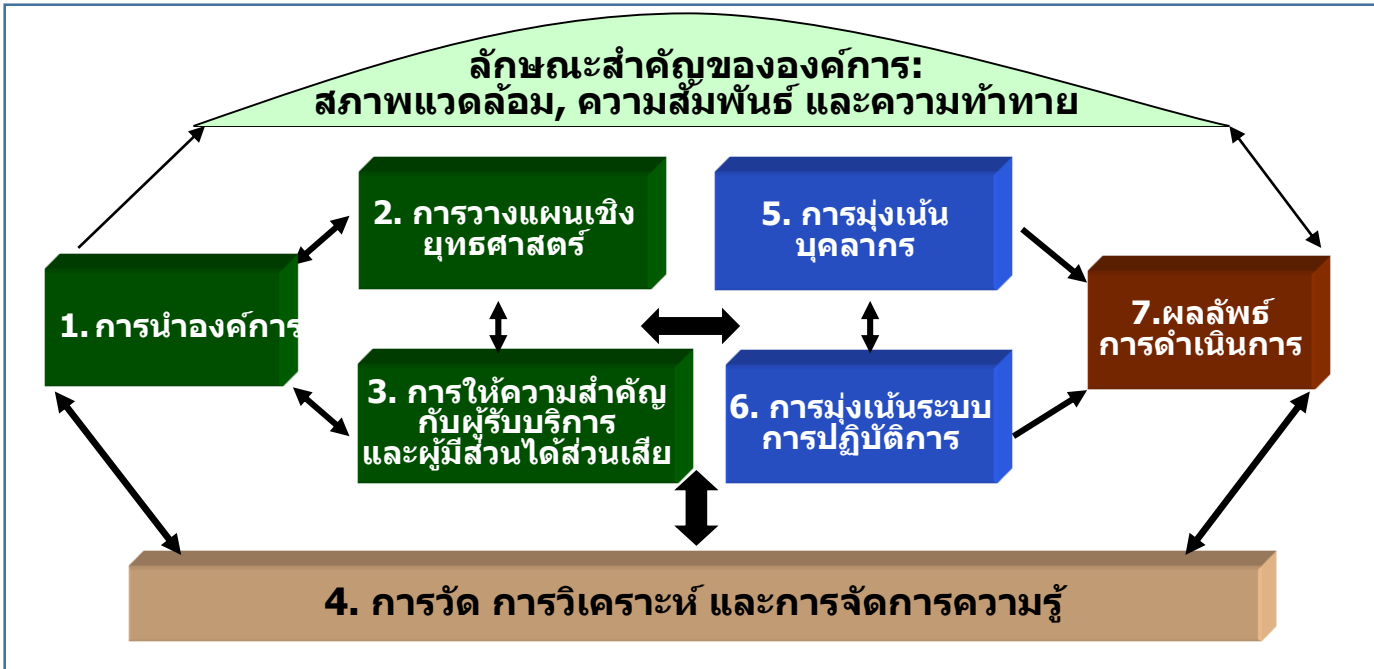 ลักษณะสำคัญขององค์การ:
สภาพแวดล้อม, ความสัมพันธ์ และความท้าทาย
2. การวางแผนเชิง
ยุทธศาสตร์
5. การมุ่งเน้น
บุคลากร
1. การนำองค์การ
7.ผลลัพธ์
การดำเนินการ
3. การให้ความสำคัญ
กับผู้รับบริการ
และผู้มีส่วนได้ส่วนเสีย
6. การมุ่งเน้นระบบ
การปฏิบัติการ
4. การวัด การวิเคราะห์ และการจัดการความรู้